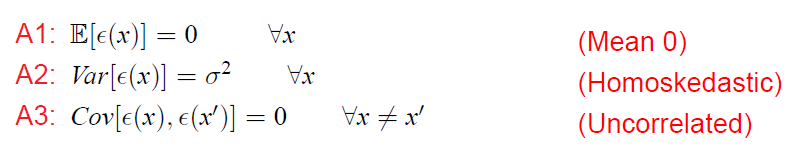 A1: 𝔼[ϵ(x)] = 0 ∀x (Mean 0)
A2: Var[ϵ(x)] = σ² ∀x (Homoskedastic)
A3: Cov[ϵ(x), ϵ(x′)] = 0 ∀x ≠ x′ (Uncorrelated)